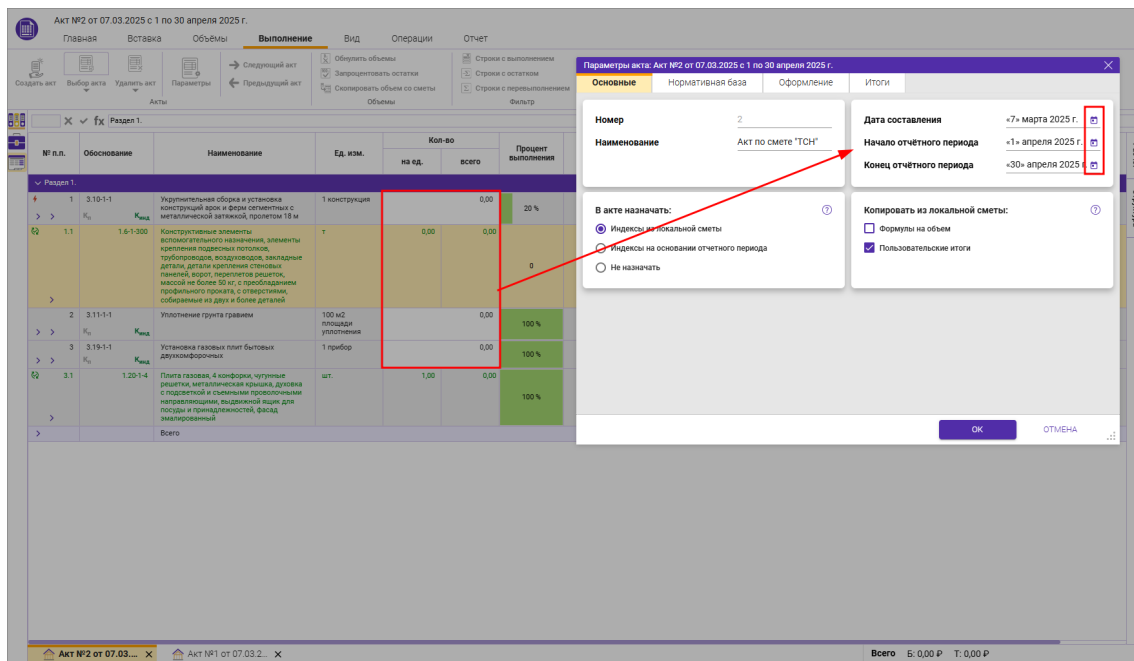 Акт №2 от 07.03.2025 с 1 по 30 апреля 2025 г.
Главная Вставка Объёмы Выполнение Вид Операции Отчет
Создать акт Выбор акта Удалить акт Параметры Следующий акт Предыдущий акт
Акты
Обнулить объемы
Запроцентовать остатки
Скопировать объем со сметы
Объемы
Строки с выполнением
Строки с остатком
Строки с перевыполнением
Фильтр
fx Раздел 1.
№ п.п. Обоснование Наименование Ед. изм. Кол-во Процент выполнения
на ед. всего
Раздел 1.
1 3.10-1-1 Укрупнительная сборка и установка 1 конструкция 0,00 20 %
конструкций арок и ферм сегментных с
металлической затяжкой, пролетом 18 м
Кп Кинд
1.1 1.6-1-300 Конструктивные элементы т 0,00 0,00 0
вспомогательного назначения, элементы
крепления подвесных потолков,
трубопроводов, воздуховодов, закладные
детали, детали крепления стеновых
панелей, ворот, переплетов решеток,
массой не более 50 кг, с преобладанием
профильного проката, с отверстиями,
собираемые из двух и более деталей
2 3.11-1-1 Уплотнение грунта гравием 100 м2 0,00 100 %
площади
уплотнения
Кп Кинд
3 3.19-1-1 Установка газовых плит бытовых 1 прибор 0,00 100 %
двухкомфорочных
Кп Кинд
3.1 1.20-1-4 Плита газовая, 4 конфорки, чугунные шт. 1,00 0,00 100 %
решетки, металлическая крышка, духовка
с подсветкой и съемными проволочными
направляющими, выдвижной ящик для
посуды и принадлежностей, фасад
эмалированный
Всего
Параметры акта: Акт №2 от 07.03.2025 с 1 по 30 апреля 2025 г.
Основные Нормативная база Оформление Итоги
Номер 2
Наименование Акт по смете "ТСН"
Дата составления «7» марта 2025 г.
Начало отчётного периода «1» апреля 2025 г.
Конец отчётного периода «30» апреля 2025 г.
В акте назначать:
Индексы из локальной сметы
Индексы на основании отчетного периода
Не назначать
Копировать из локальной сметы:
Формулы на объем
Пользовательские итоги
ОК ОТМЕНА
Акт №2 от 07.03.... Акт №1 от 07.03.2... Всего Б: 0,00 ₽ Т: 0,00 ₽